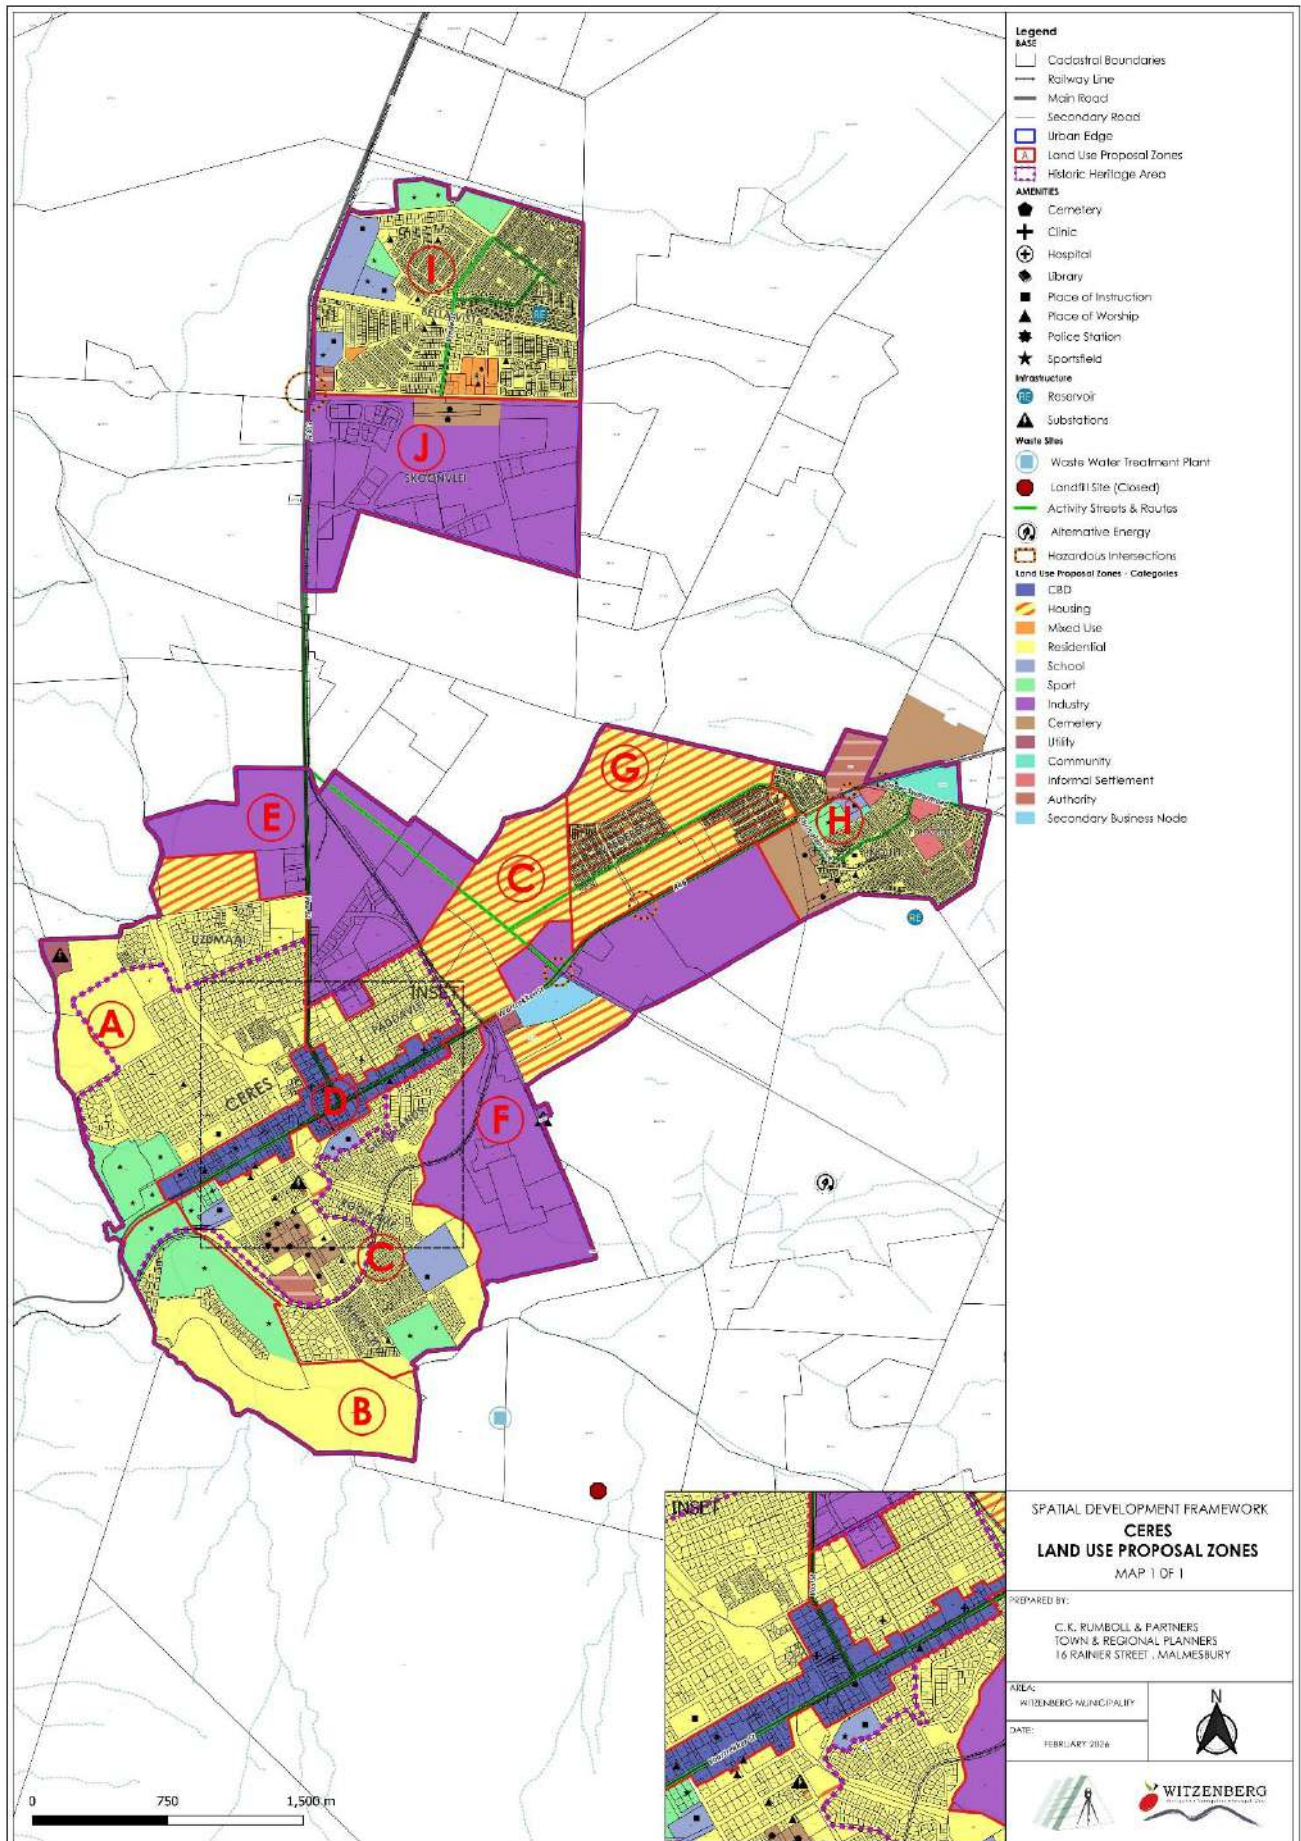 Legend
BASE
Cadastral Boundaries
Railway Line
Main Road
Secondary Road
Urban Edge
A
Land Use Proposal Zones
Historic Heritage Area
AMENITIES
Cemetery
Clinic
Hospital
Library
Place of Instruction
Place of Worship
Police Station
Sportsfield
Infrastructure
RE
Reservoir
Substations
Waste Sites
Waste Water Treatment Plant
Landfill Site (Closed)
Activity Streets & Routes
Alternative Energy
Hazardous Intersections
Land Use Proposal Zones - Categories
CBD
Housing
Mixed Use
Residential
School
Sport
Industry
Cemetery
Utility
Community
Informal Settlement
Authority
Secondary Business Node
I
BELLA VISTA
RE
J
SKOONVLEI
G
E
C
H
RE
A
INSET
CERES
D
F
C
B
INSET
SPATIAL DEVELOPMENT FRAMEWORK
CERES
LAND USE PROPOSAL ZONES
MAP 1 OF 1
PREPARED BY:
C.K. RUMBOLL & PARTNERS
TOWN & REGIONAL PLANNERS
16 RAINIER STREET , MALMESBURY
AREA:
WITZENBERG MUNICIPALITY
N
DATE:
FEBRUARY 2026
WITZENBERG
0 750 1,500 m